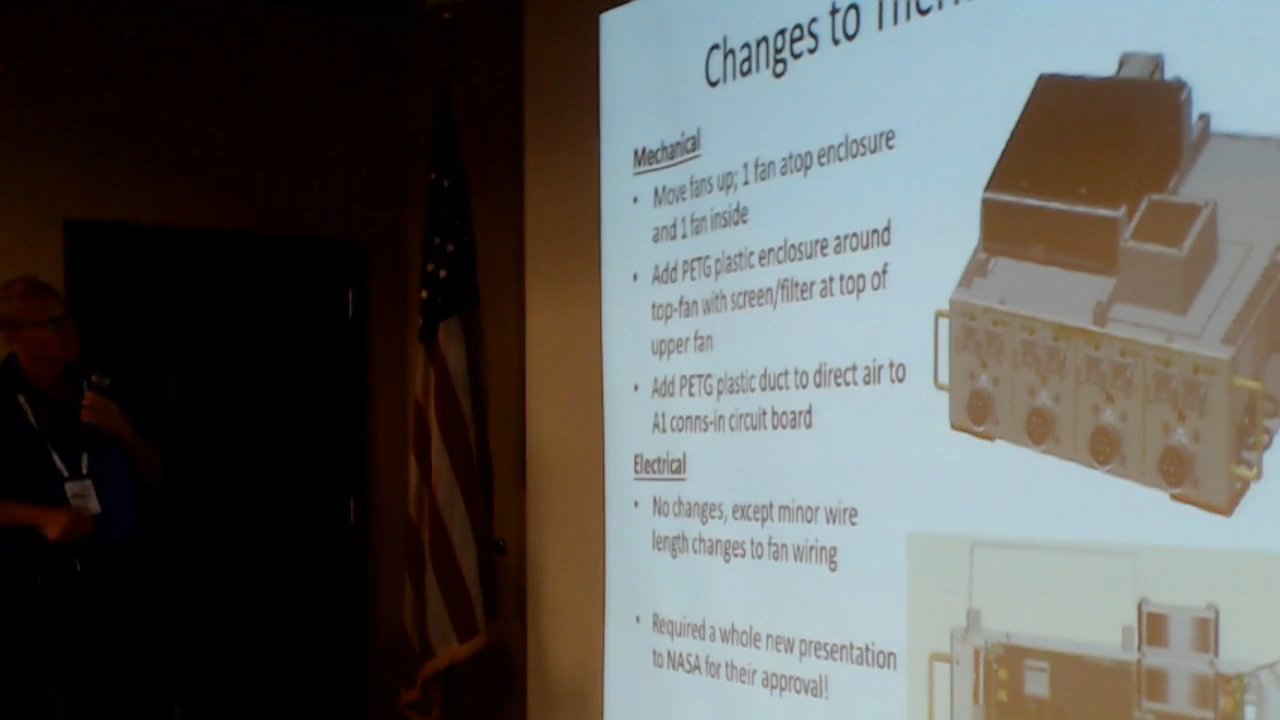 Changes to
Mechanical
• Move fans up; 1 fan atop enclosure
and 1 fan inside
• Add PETG plastic enclosure around
top-fan with screen/filter at top of
upper fan
• Add PETG plastic duct to direct air to
A1 conns-in circuit board
Electrical
• No changes, except minor wire
length changes to fan wiring
• Required a whole new presentation
to NASA for their approval!